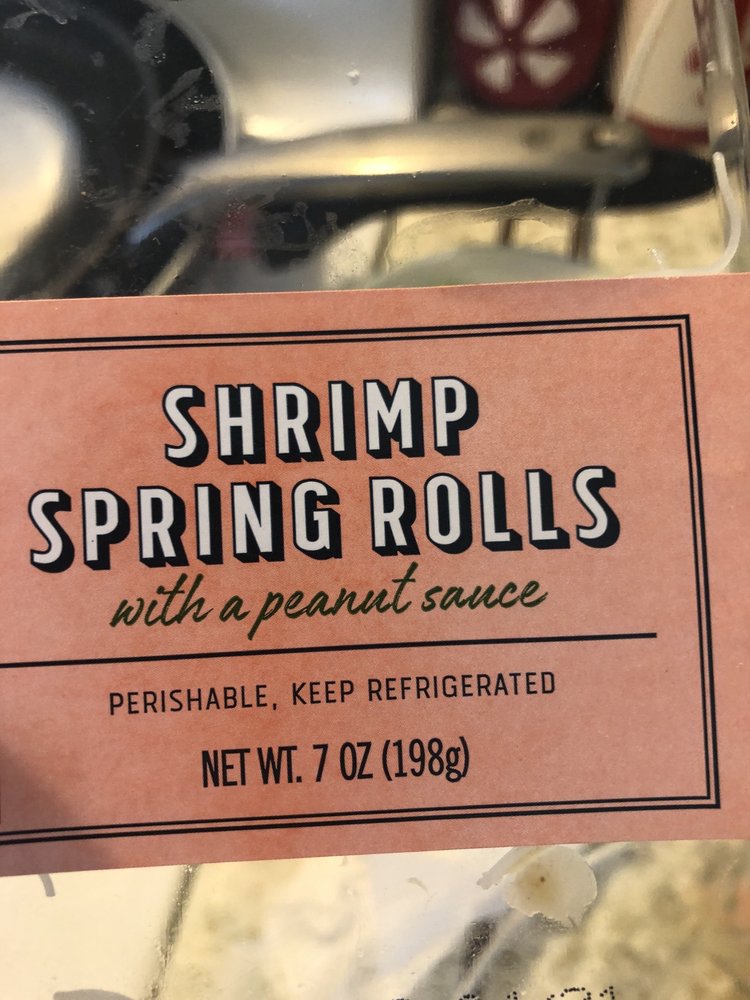 SHRIMP
SPRING ROLLS
with a peanut sauce
PERISHABLE, KEEP REFRIGERATED
NET WT. 7 OZ (198g)